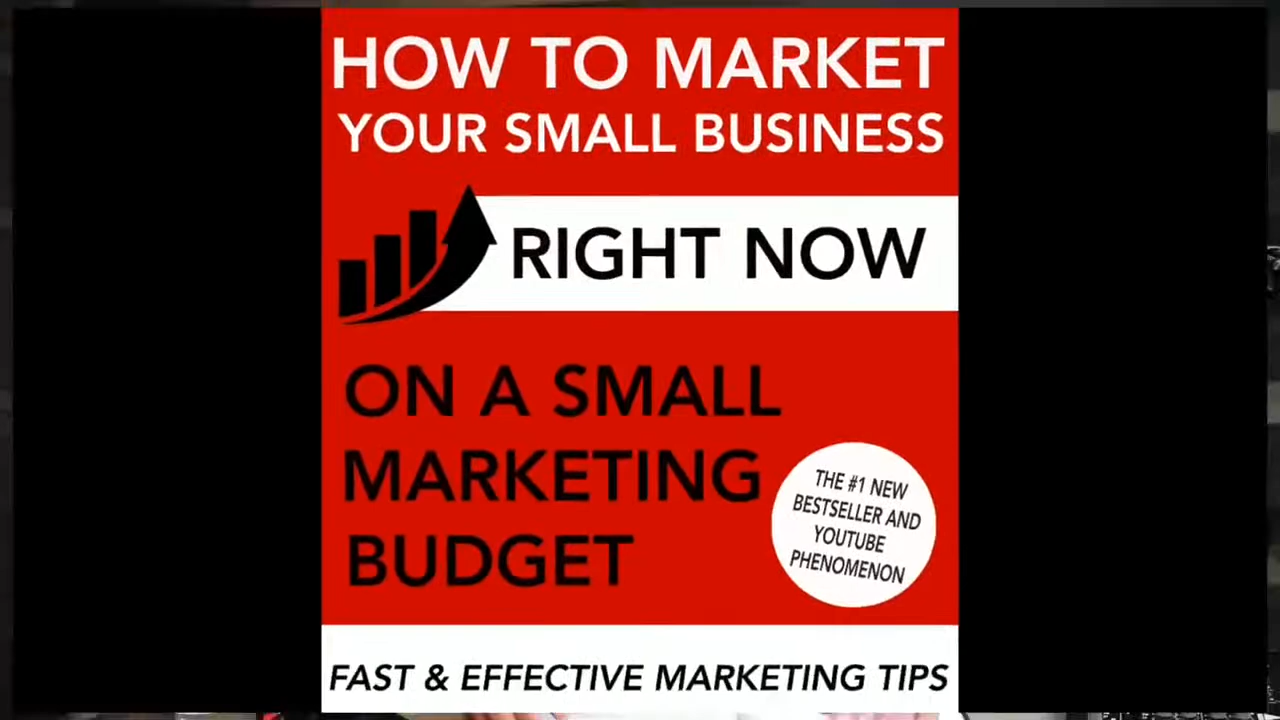 HOW TO MARKET
YOUR SMALL BUSINESS
RIGHT NOW
ON A SMALL
MARKETING
BUDGET
THE #1 NEW
BESTSELLER AND
YOUTUBE
PHENOMENON
FAST & EFFECTIVE MARKETING TIPS